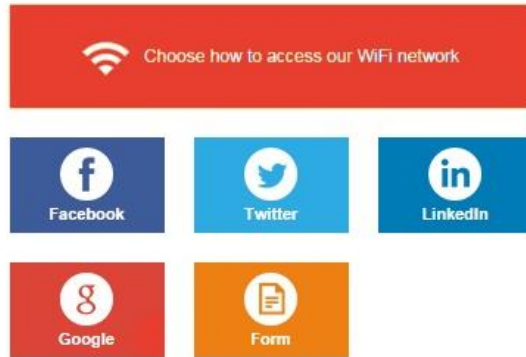 Choose how to access our WiFi network
Facebook
Twitter
LinkedIn
Google
Form